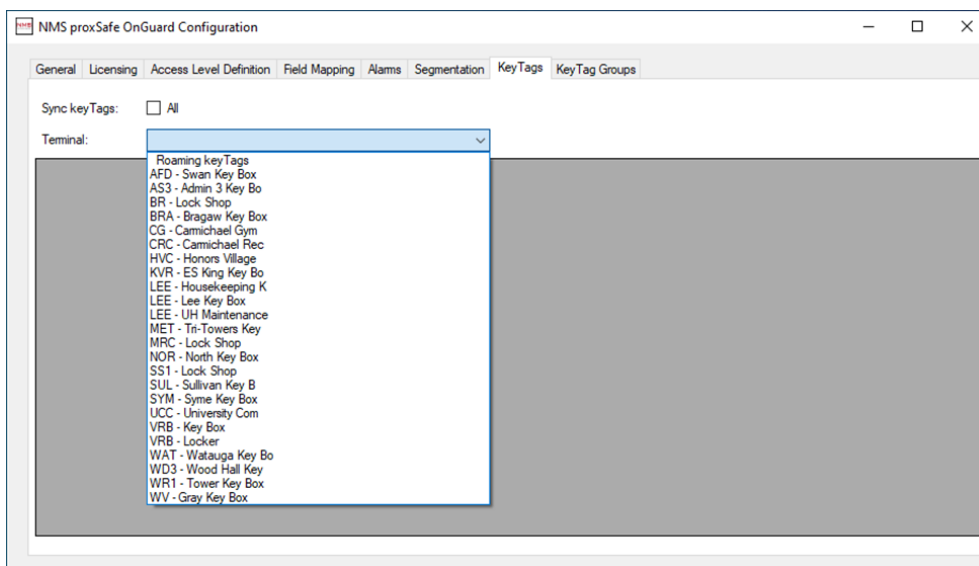 NMS NMS proxSafe OnGuard Configuration
General Licensing Access Level Definition Field Mapping Alarms Segmentation KeyTags KeyTag Groups
Sync keyTags: All
Terminal:
Roaming keyTags
AFD - Swan Key Box
AS3 - Admin 3 Key Bo
BR - Lock Shop
BRA - Bragaw Key Box
CG - Carmichael Gym
CRC - Carmichael Rec
HVC - Honors Village
KVR - ES King Key Bo
LEE - Housekeeping K
LEE - Lee Key Box
LEE - UH Maintenance
MET - Tri-Towers Key
MRC - Lock Shop
NOR - North Key Box
SS1 - Lock Shop
SUL - Sullivan Key B
SYM - Syme Key Box
UCC - University Com
VRB - Key Box
VRB - Locker
WAT - Watauga Key Bo
WD3 - Wood Hall Key
WR1 - Tower Key Box
WV - Gray Key Box